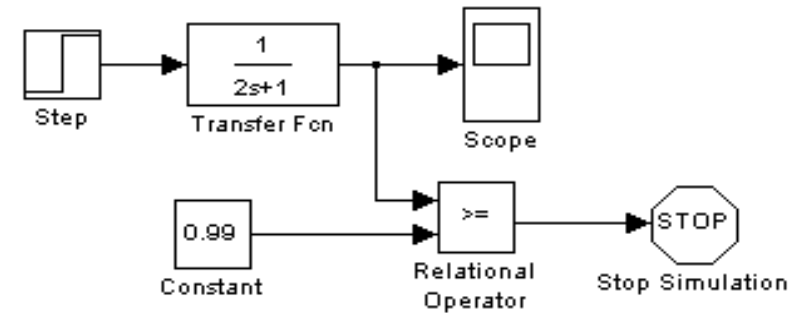 1
2s+1
Step
Transfer Fcn
Scope
0.99
>=
STOP
Constant
Relational
Operator
Stop Simulation